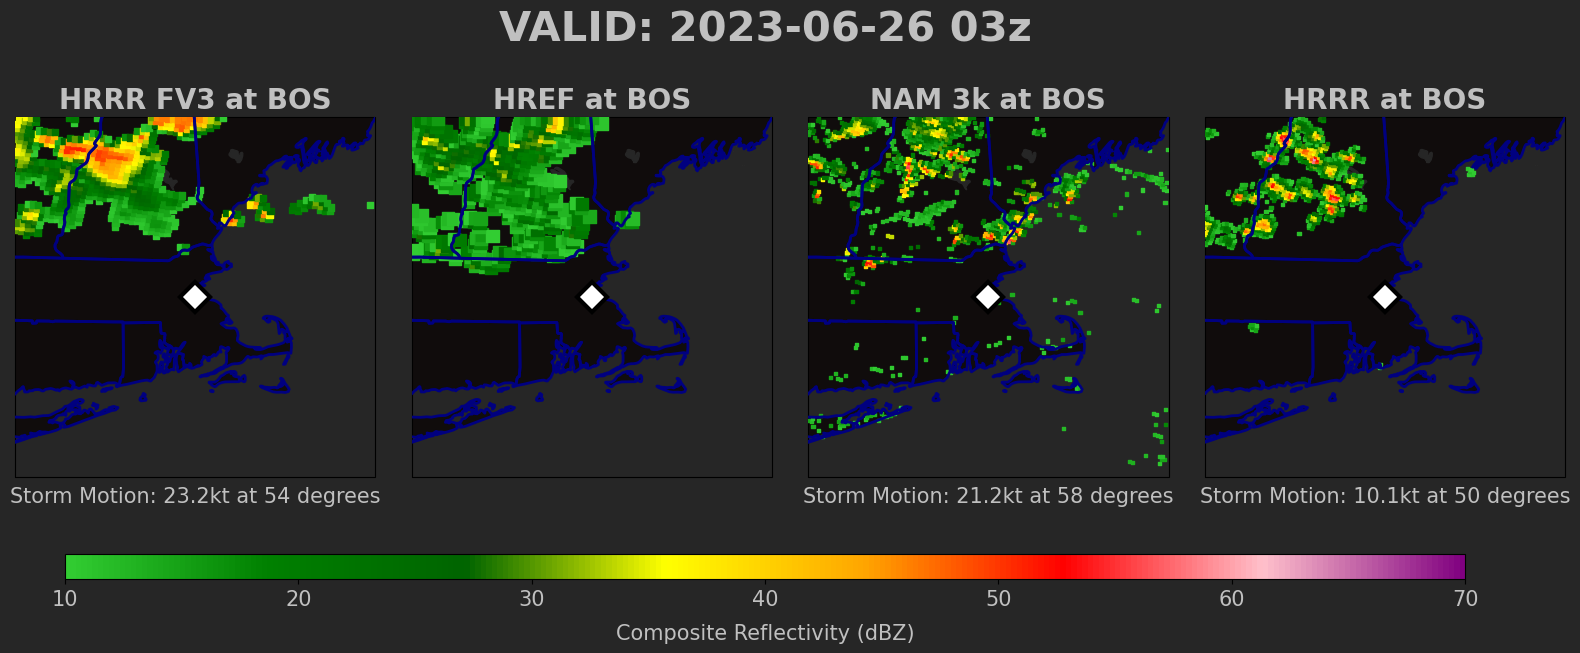 VALID: 2023-06-26 03z
HRRR FV3 at BOS
HREF at BOS
NAM 3k at BOS
HRRR at BOS
Storm Motion: 23.2kt at 54 degrees
Storm Motion: 21.2kt at 58 degrees
Storm Motion: 10.1kt at 50 degrees
10 20 30 40 50 60 70
Composite Reflectivity (dBZ)